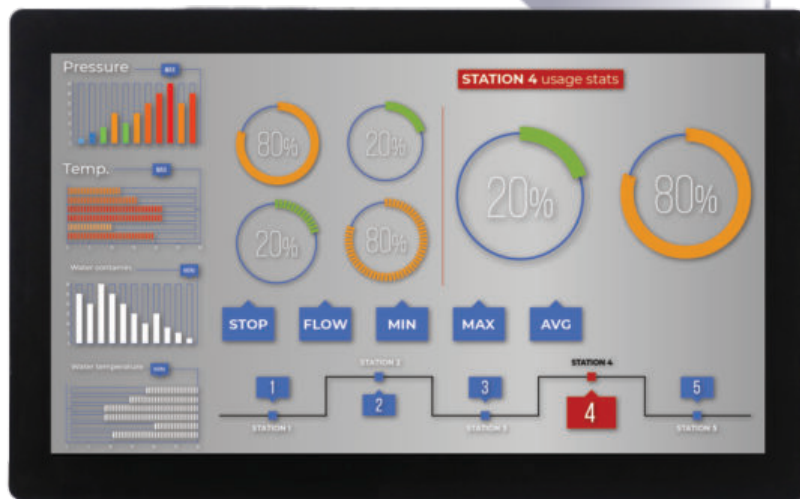 Pressure
STATION 4 usage stats
80%
20%
20%
80%
Temp.
20%
80%
Water contamin.
STOP
FLOW
MIN
MAX
AVG
STATION 2
STATION 4
Water temperature
1
2
3
4
5
STATION 1
STATION 3
STATION 5